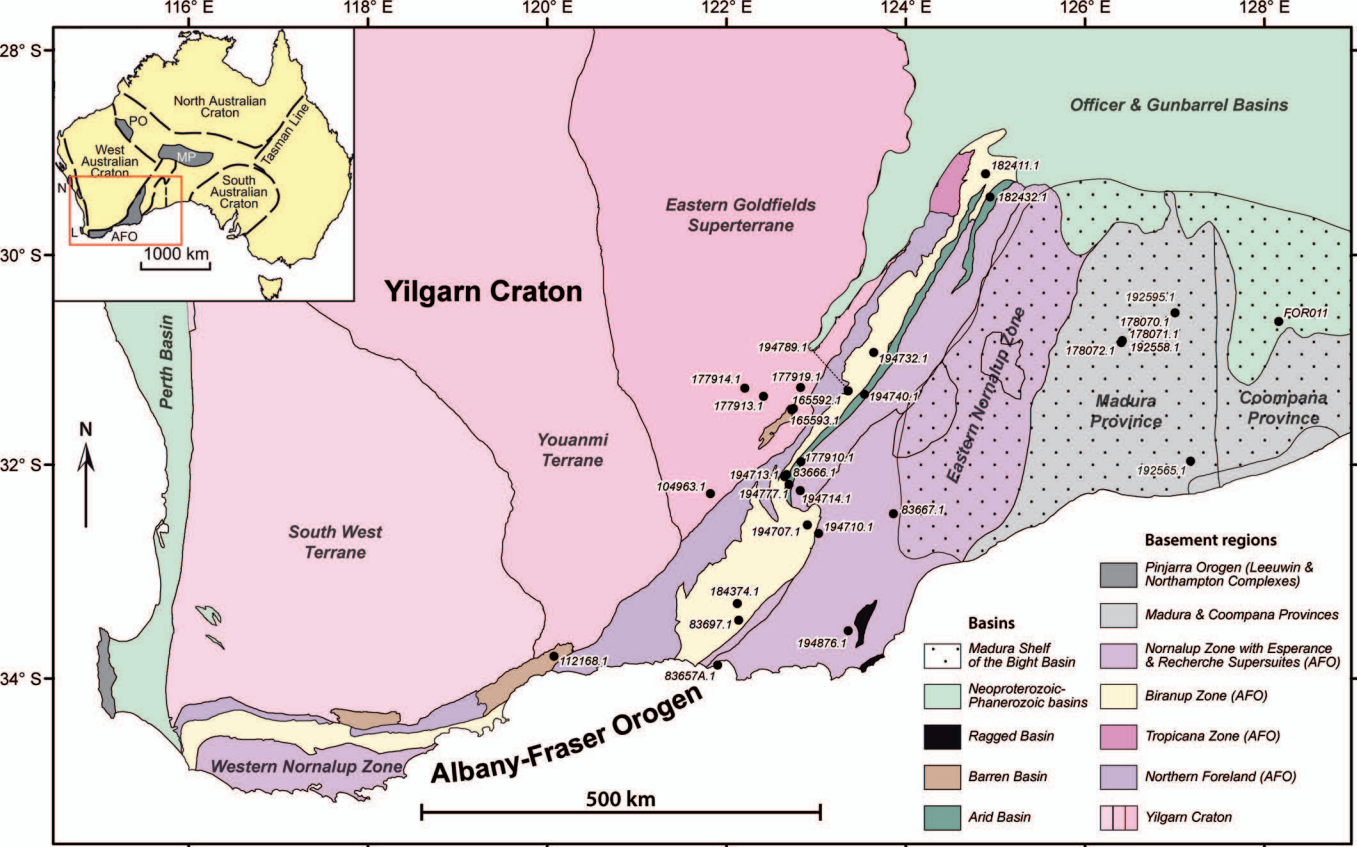 116° E
118° E
120° E
122° E
124° E
126° E
128° E
28° S
30° S
32° S
34° S
North Australian
Craton
PO
West
Australian
Craton
MP
Tasman Line
South
Australian
Craton
N
L
AFO
1000 km
Officer & Gunbarrel Basins
Eastern Goldfields
Superterrane
Yilgarn Craton
Perth Basin
Youanmi
Terrane
South West
Terrane
N
Eastern Nornalup Zone
Madura
Province
Coompana
Province
Western Nornalup Zone
Albany-Fraser Orogen
500 km
182411.1
182432.1
192595.1
178070.1
178071.1
178072.1
192558.1
FOR011
194789.1
194732.1
177914.1
177919.1
177913.1
165592.1
194740.1
165593.1
177910.1
194713.1
83666.1
194777.1
194714.1
104963.1
192565.1
83667.1
194707.1
194710.1
184374.1
83697.1
194876.1
112168.1
83657A.1
Basins
Madura Shelf
of the Bight Basin
Neoproterozoic-
Phanerozoic basins
Ragged Basin
Barren Basin
Arid Basin
Basement regions
Pinjarra Orogen (Leeuwin &
Northampton Complexes)
Madura & Coompana Provinces
Nornalup Zone with Esperance
& Recherche Supersuites (AFO)
Biranup Zone (AFO)
Tropicana Zone (AFO)
Northern Foreland (AFO)
Yilgarn Craton